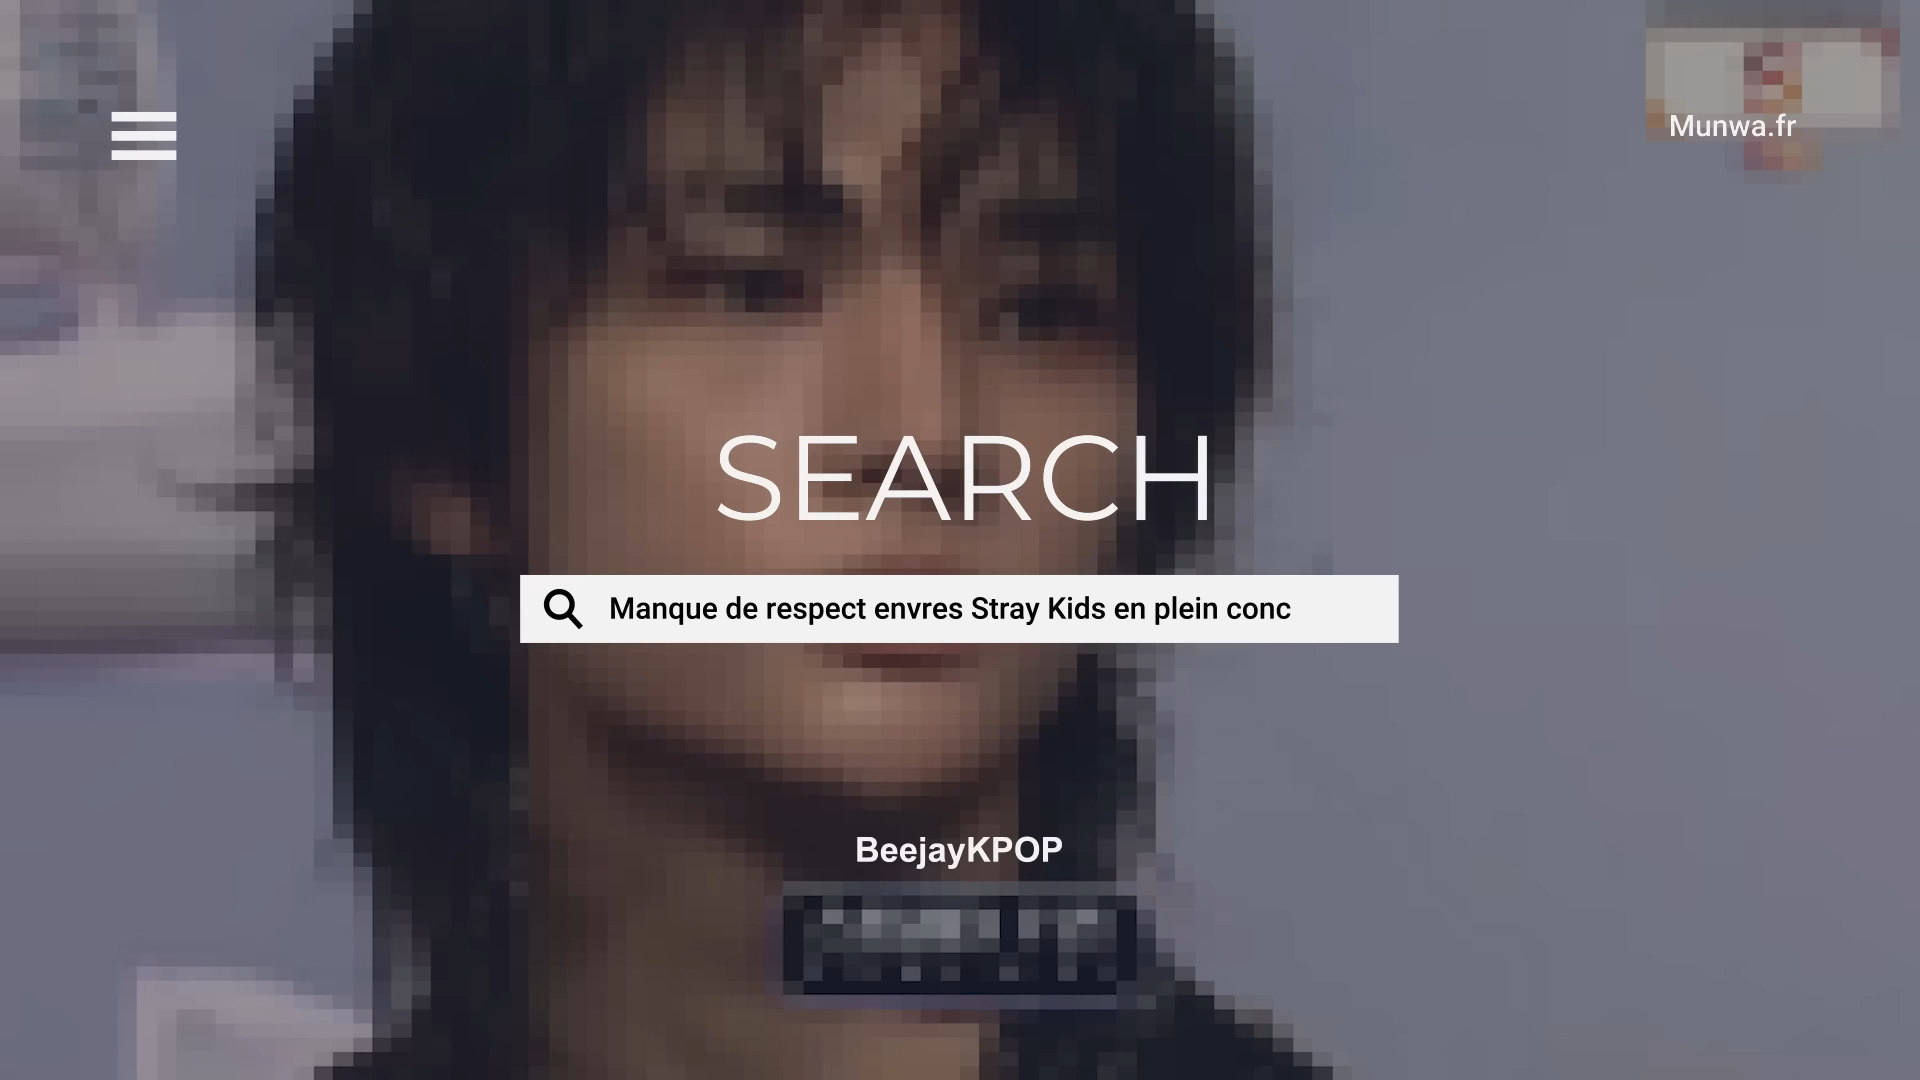 Munwa.fr
SEARCH
Manque de respect envres Stray Kids en plein conc
BeejayKPOP